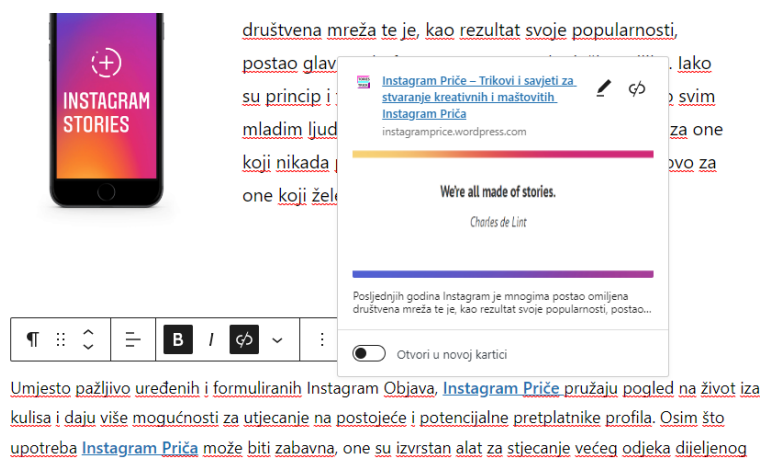 društvena mreža te je, kao rezultat svoje popularnosti,
postao glav
. Iako
su princip i
svim
mladim ljud
za one
koji nikada
ovo za
one koji žele
INSTAGRAM
STORIES
Instagram Priče – Trikovi i savjeti za
stvaranje kreativnih i maštovitih
Instagram Priča
instagramprice.wordpress.com
We're all made of stories.
Charles de Lint
Posljednjih godina Instagram je mnogima postao omiljena
društvena mreža te je, kao rezultat svoje popularnosti, postao...
Otvori u novoj kartici
B I
Umjesto pažljivo uređenih i formuliranih Instagram Objava, Instagram Priče pružaju pogled na život iza
kulisa i daju više mogućnosti za utjecanje na postojeće i potencijalne pretplatnike profila. Osim što
upotreba Instagram Priča može biti zabavna, one su izvrstan alat za stjecanje većeg odjeka dijeljenog